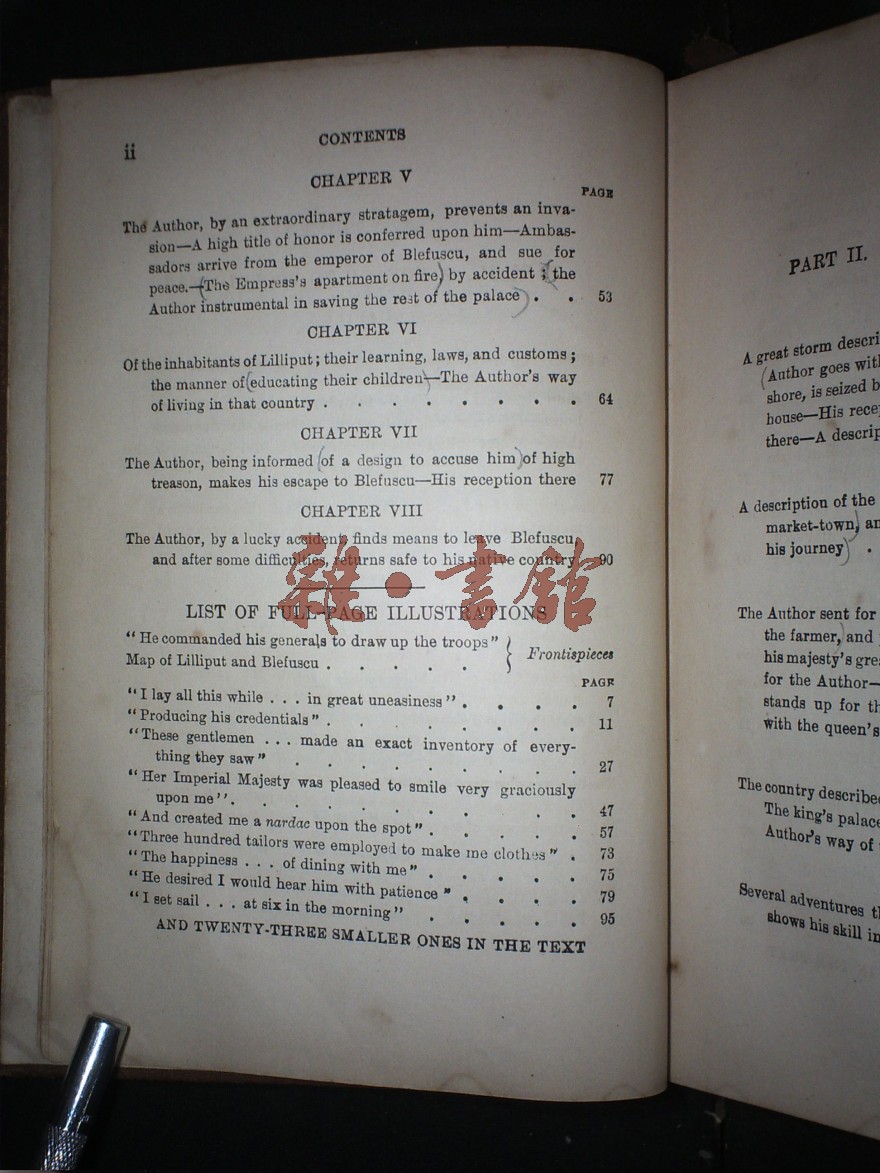 ii
CONTENTS
CHAPTER V
PAGE
The Author, by an extraordinary stratagem, prevents an inva-
sion—A high title of honor is conferred upon him—Ambas-
sadors arrive from the emperor of Blefuscu, and sue for
peace.—(The Empress's apartment on fire) by accident ; (the
Author instrumental in saving the rest of the palace) . . 53
CHAPTER VI
Of the inhabitants of Lilliput ; their learning, laws, and customs ;
the manner of (educating their children)—The Author's way
of living in that country . . . . . . . . 64
CHAPTER VII
The Author, being informed (of a design to accuse him) of high
treason, makes his escape to Blefuscu—His reception there 77
CHAPTER VIII
The Author, by a lucky accident, finds means to leave Blefuscu,
and after some difficulties, returns safe to his native country 90
雜·書館
LIST OF FULL-PAGE ILLUSTRATIONS
"He commanded his generals to draw up the troops"
Map of Lilliput and Blefuscu . . . . . } Frontispieces
PAGE
"I lay all this while . . . in great uneasiness" . . . . 7
"Producing his credentials" . . . . . . 11
"These gentlemen . . . made an exact inventory of every-
thing they saw" . . . . . . . . 27
"Her Imperial Majesty was pleased to smile very graciously
upon me". . . . . . . . . 47
"And created me a nardac upon the spot" . . . . . 57
"Three hundred tailors were employed to make me clothes" . 73
"The happiness . . . of dining with me" . . . . . 75
"He desired I would hear him with patience" . . . . 79
"I set sail . . . at six in the morning" . . . . . 95
AND TWENTY-THREE SMALLER ONES IN THE TEXT
PART II.
A great storm descri
(Author goes wit
shore, is seized b
house—His rece
there—A descrip
A description of the
market-town, an
his journey) .
The Author sent for
the farmer, and
his majesty's gre
for the Author—
stands up for th
with the queen's
The country describe
The king's palace
Author's way of
Several adventures t
shows his skill in